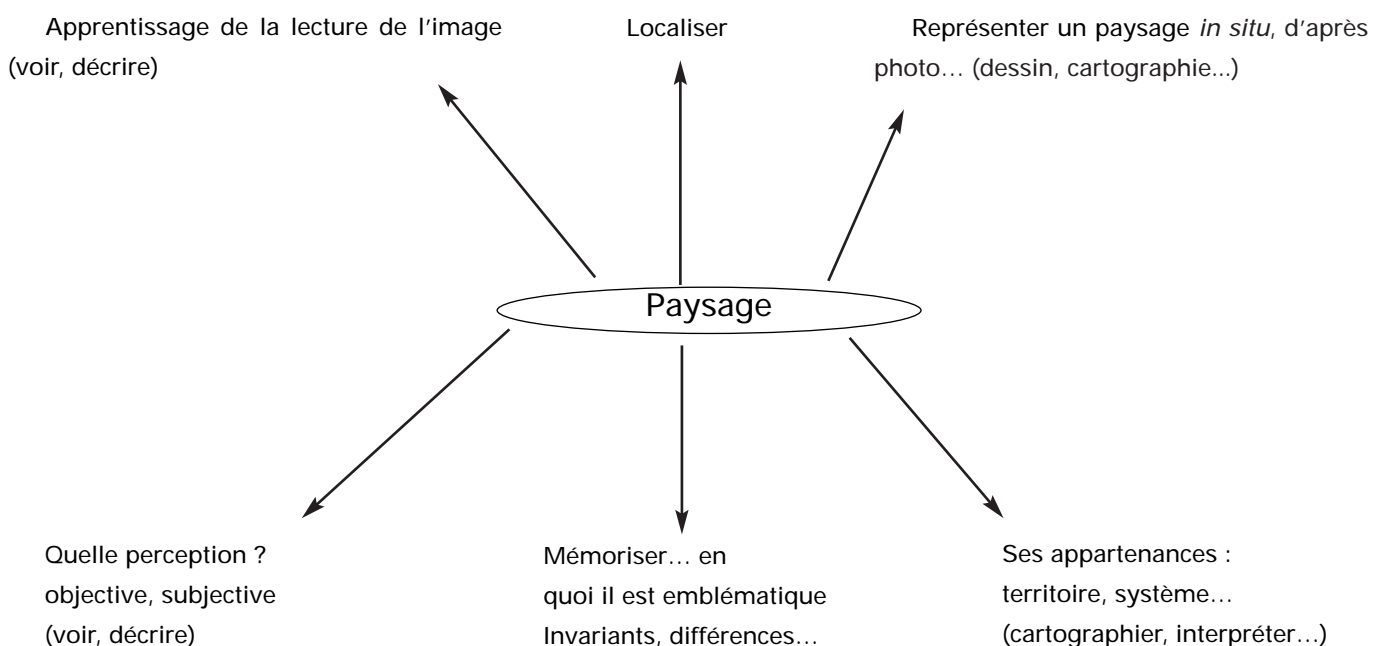 Apprentissage de la lecture de l’image
(voir, décrire)
Localiser
Représenter un paysage in situ, d’après
photo… (dessin, cartographie...)
Paysage
Quelle perception ?
objective, subjective
(voir, décrire)
Mémoriser… en
quoi il est emblématique
Invariants, différences…
Ses appartenances :
territoire, système…
(cartographier, interpréter…)